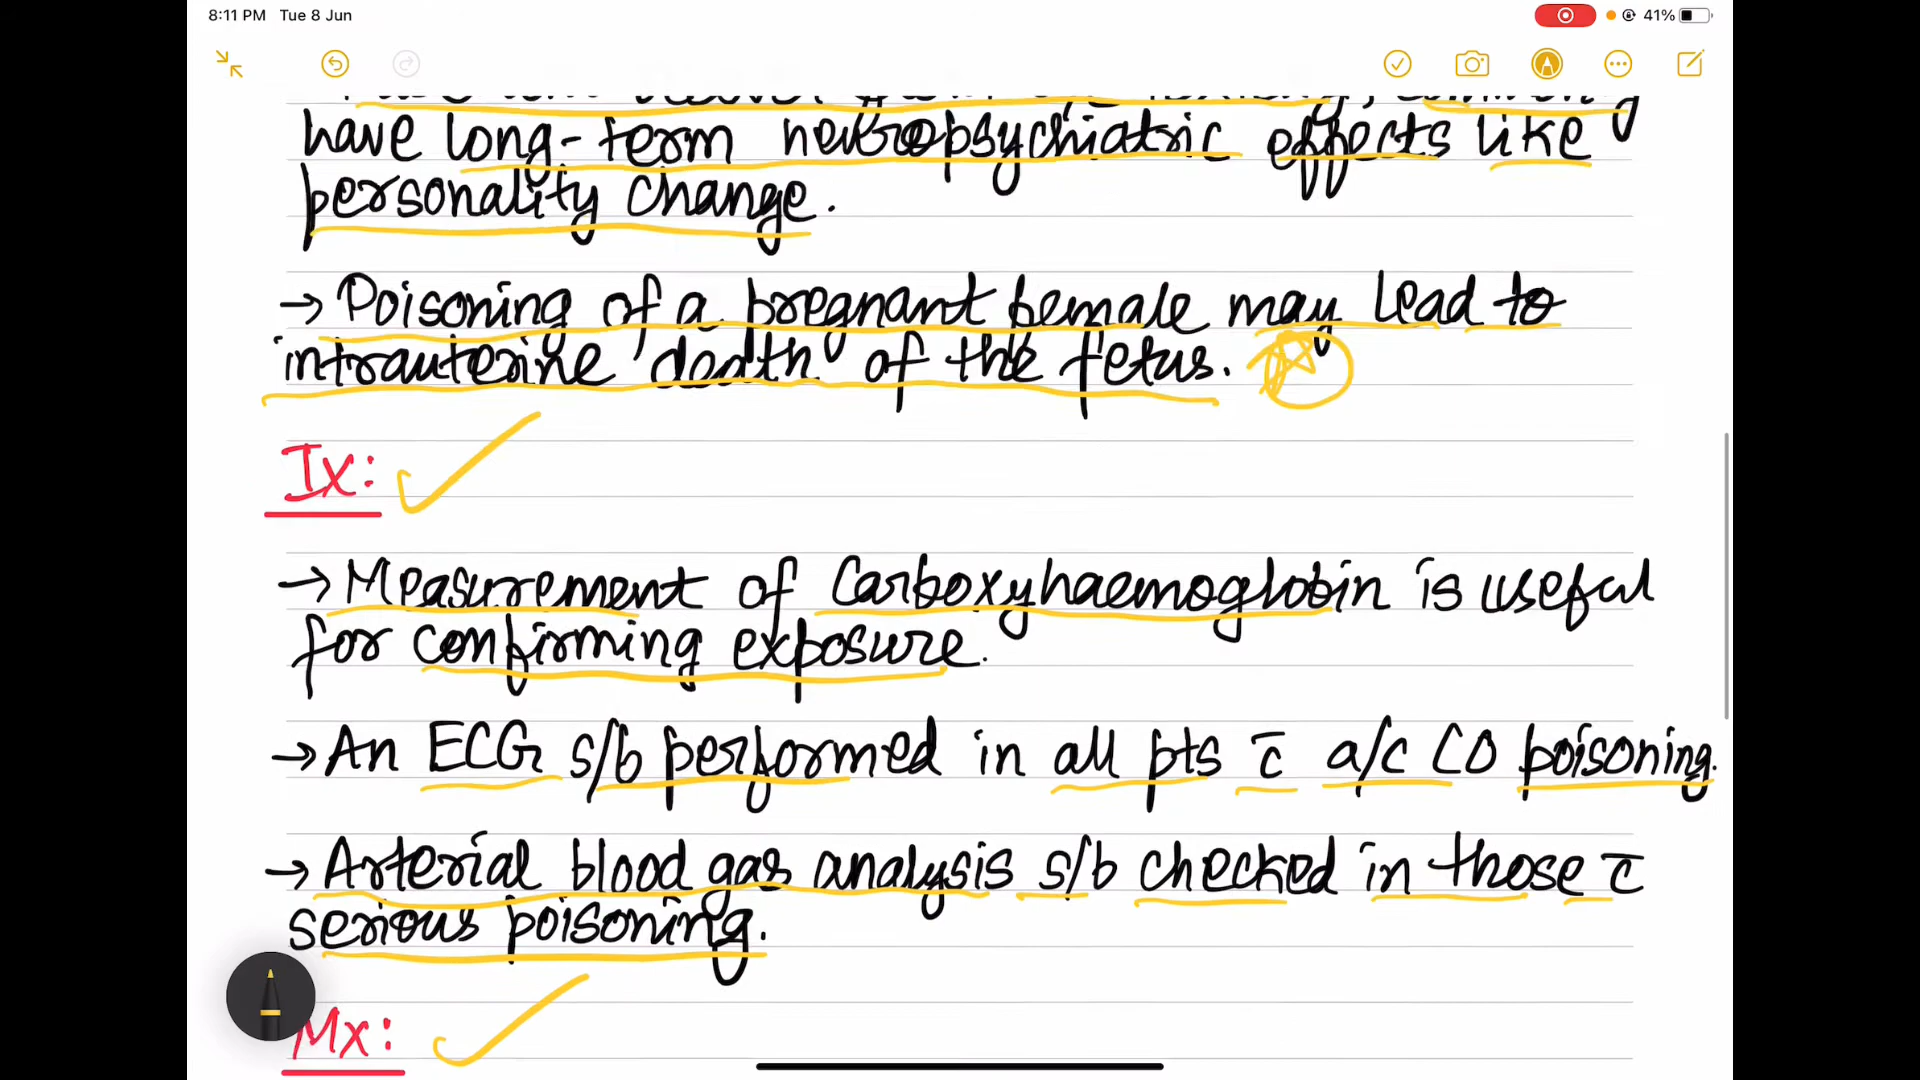 8:11 PM Tue 8 Jun
41%
have long-term neuropsychiatric effects like
personality change.
→ Poisoning of a pregnant female may lead to
intrauterine death of the fetus.
Ix:
→ Measurement of Carboxyhaemoglobin is useful
for confirming exposure.
→ An ECG s/b performed in all pts c̄ a/c CO poisoning.
→ Arterial blood gas analysis s/b checked in those c̄
serious poisoning.
Mx: